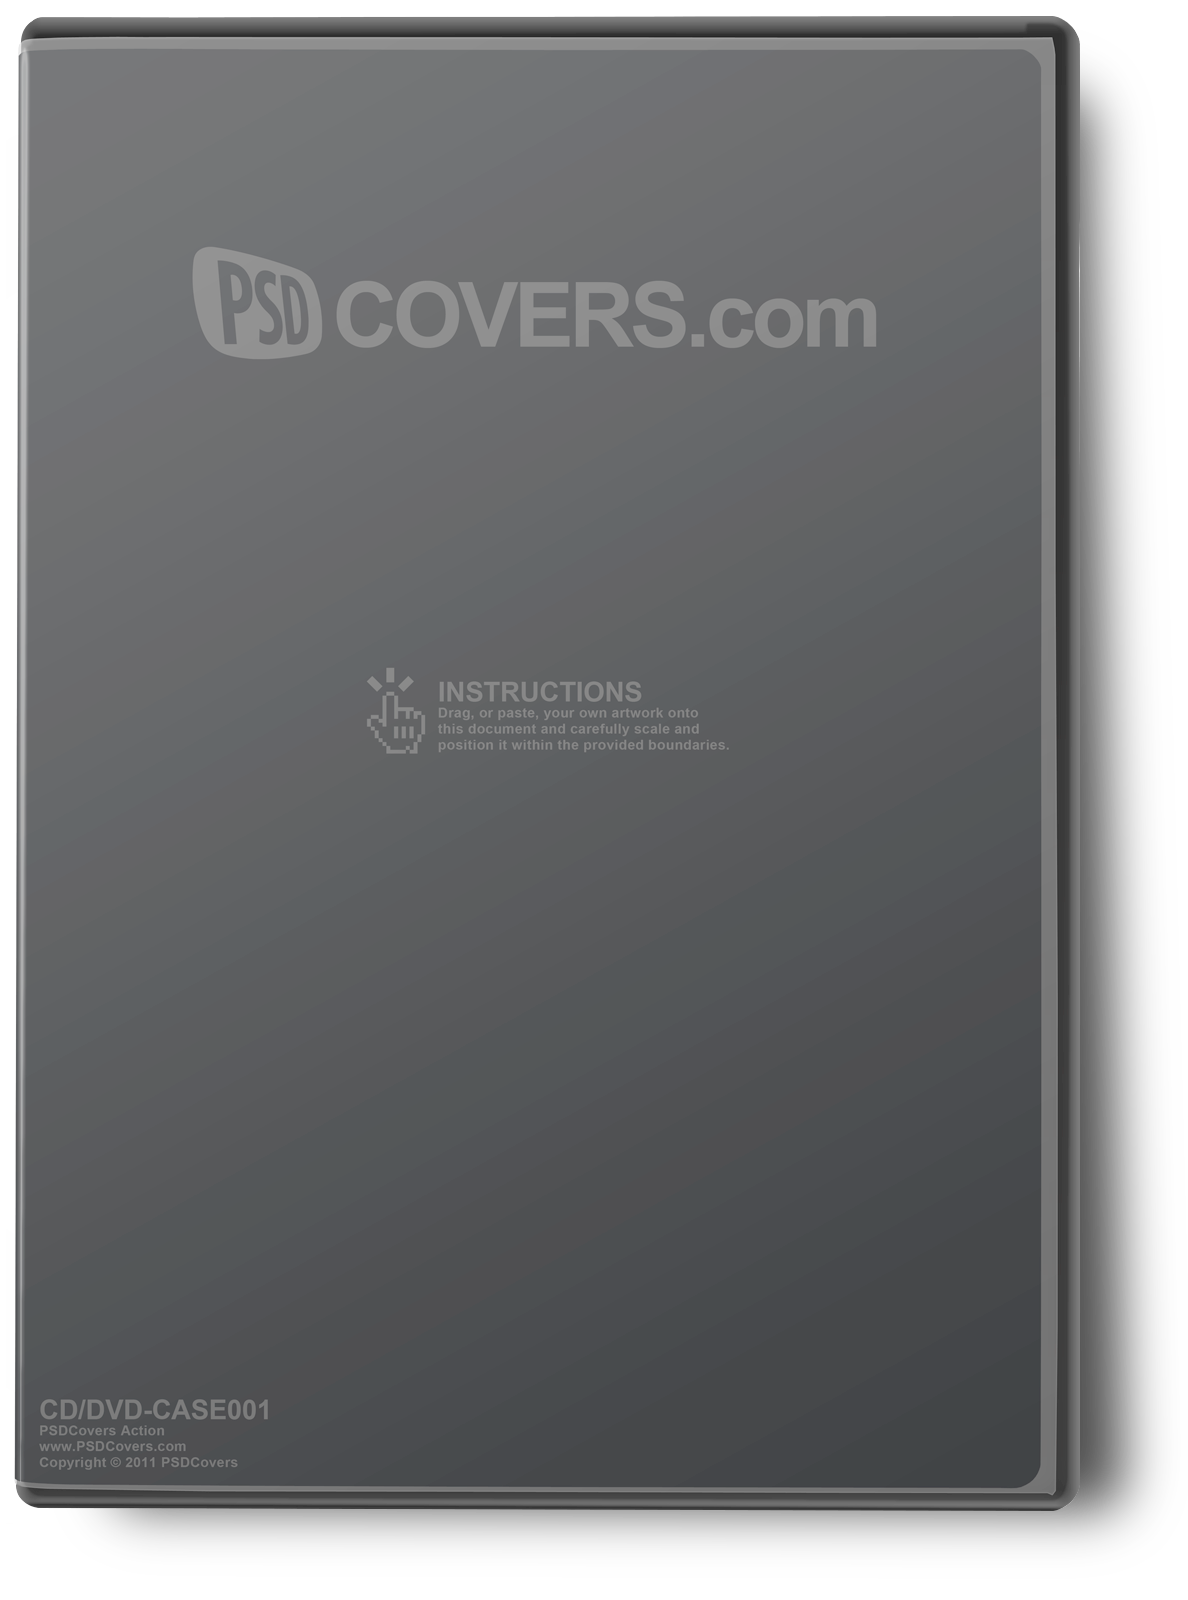 PSD COVERS.com
INSTRUCTIONS
Drag, or paste, your own artwork onto
this document and carefully scale and
position it within the provided boundaries.
CD/DVD-CASE001
PSDCovers Action
www.PSDCovers.com
Copyright © 2011 PSDCovers